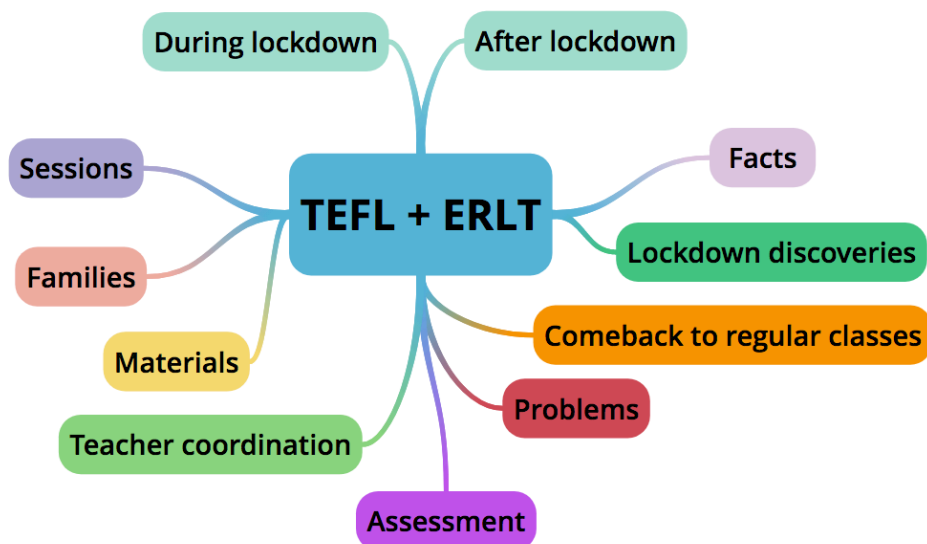 During lockdown
After lockdown
Sessions
Facts
TEFL + ERLT
Families
Lockdown discoveries
Materials
Comeback to regular classes
Teacher coordination
Problems
Assessment